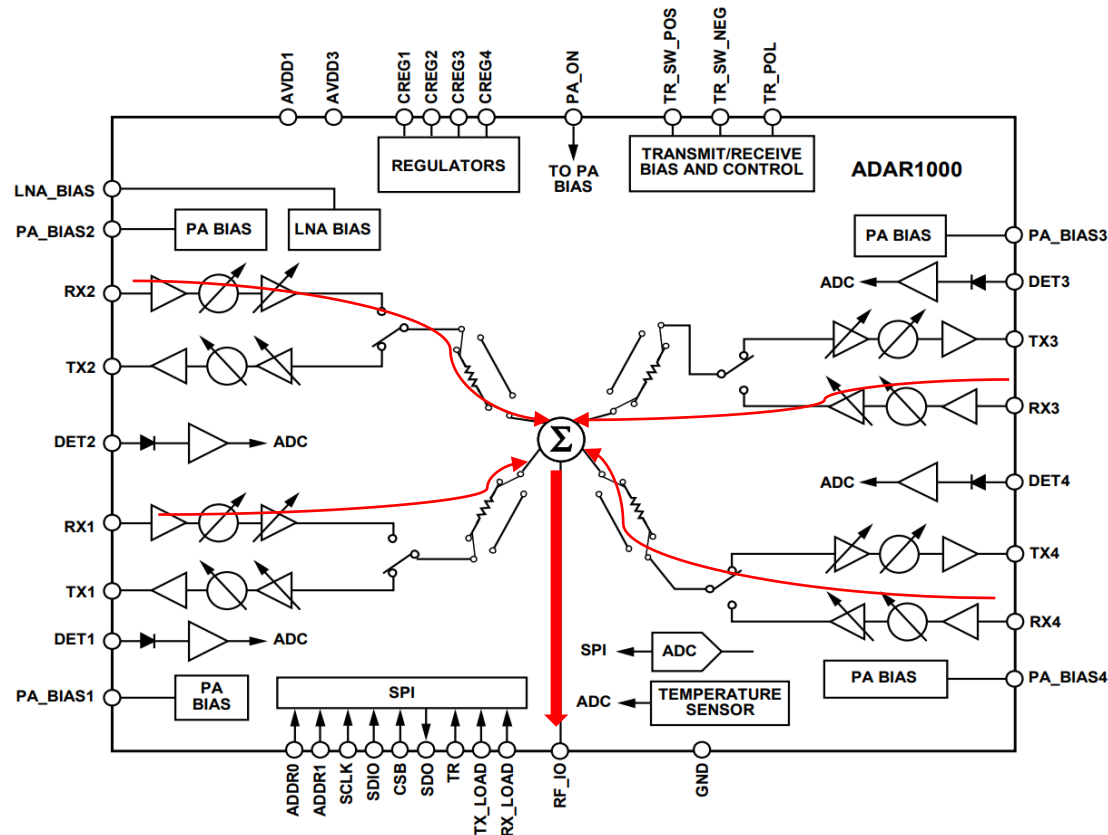 AVDD1
AVDD3
CREG1
CREG2
CREG3
CREG4
PA_ON
TR_SW_POS
TR_SW_NEG
TR_POL
REGULATORS
TO PA
BIAS
TRANSMIT/RECEIVE
BIAS AND CONTROL
ADAR1000
LNA_BIAS
PA_BIAS2
PA BIAS
LNA BIAS
PA BIAS
PA_BIAS3
RX2
ADC
DET3
TX2
TX3
RX3
DET2
ADC
Σ
ADC
DET4
RX1
TX4
TX1
RX4
DET1
ADC
SPI
ADC
PA_BIAS1
PA
BIAS
SPI
ADC
TEMPERATURE
SENSOR
PA BIAS
PA_BIAS4
ADDR0
ADDR1
SCLK
SDIO
CSB
SDO
TR
TX_LOAD
RX_LOAD
RF_IO
GND